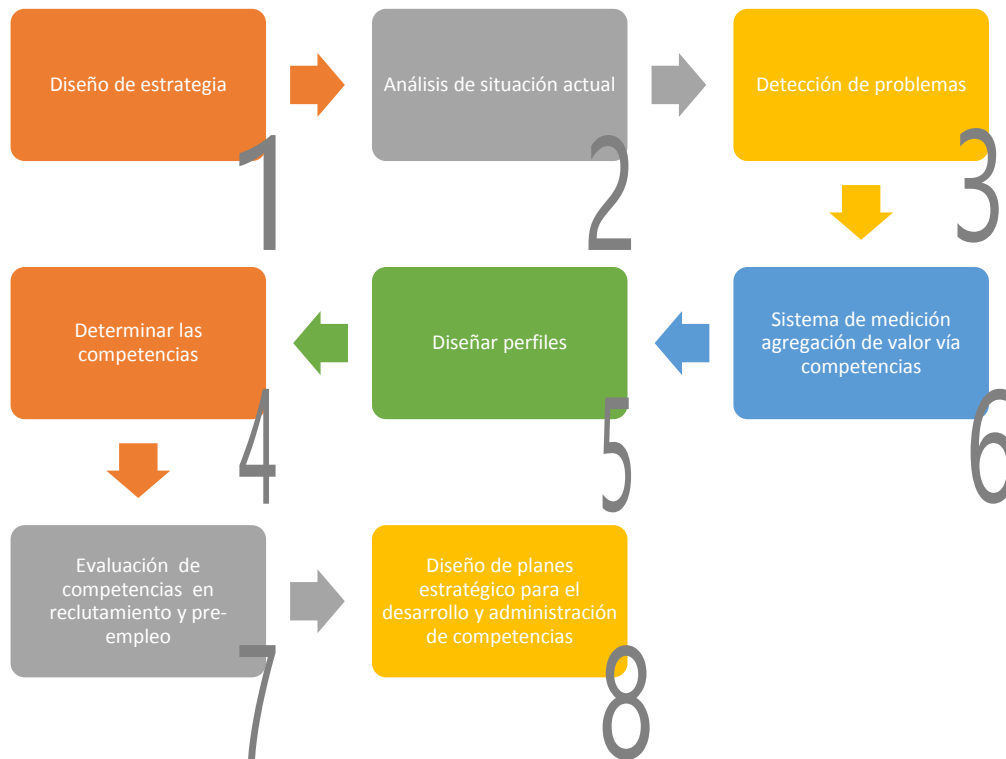 Diseño de estrategia
1
Análisis de situación actual
2
Detección de problemas
3
Determinar las
competencias
4
Diseñar perfiles
5
Sistema de medición
agregación de valor vía
competencias
6
Evaluación de
competencias en
reclutamiento y pre-
empleo
7
Diseño de planes
estratégico para el
desarrollo y administración
de competencias
8